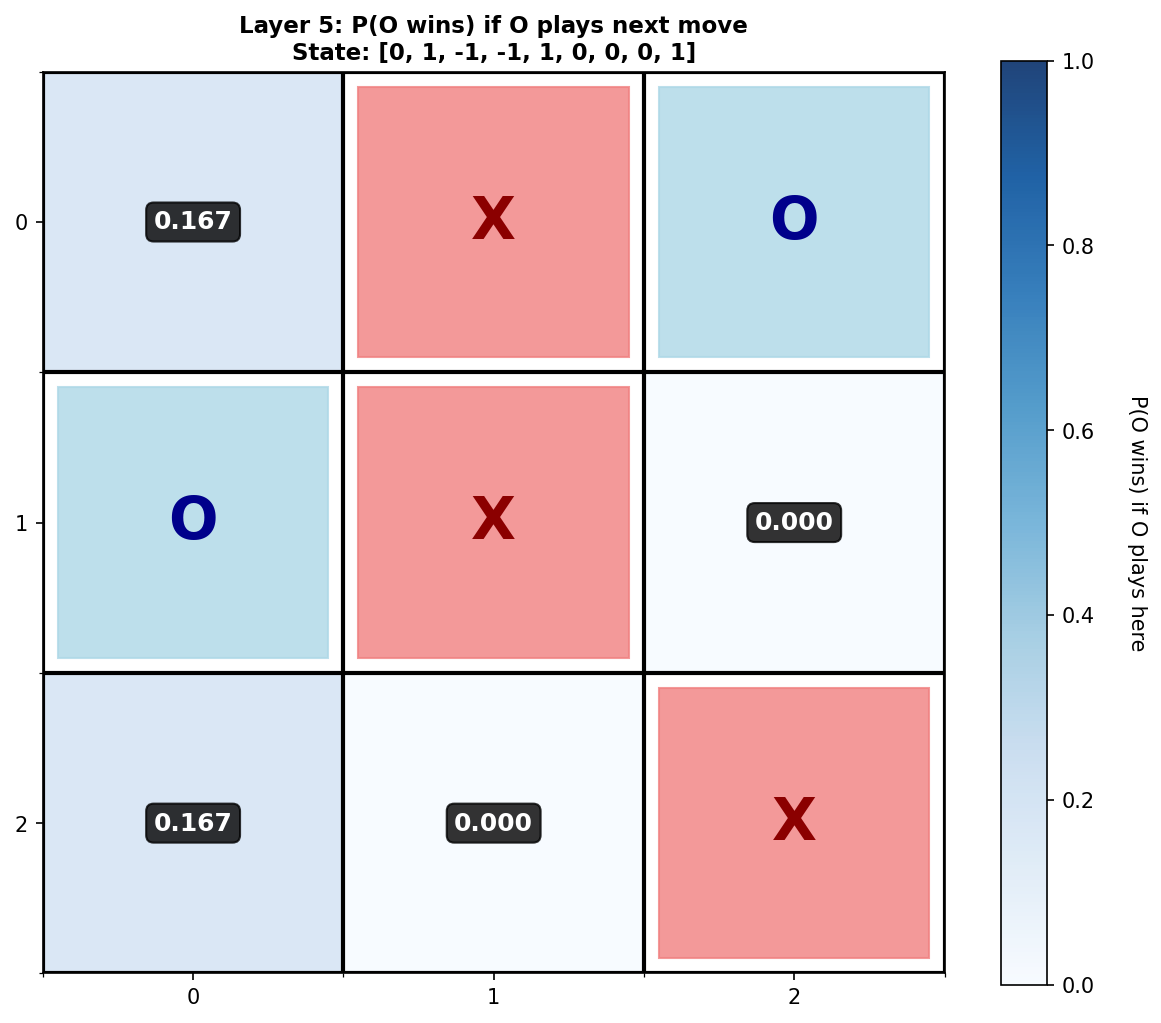 Layer 5: P(O wins) if O plays next move
State: [0, 1, -1, -1, 1, 0, 0, 0, 1]
0
0.167
X
O
1
O
X
0.000
2
0.167
0.000
X
0
1
2
1.0
0.8
0.6
0.4
0.2
0.0
P(O wins) if O plays here